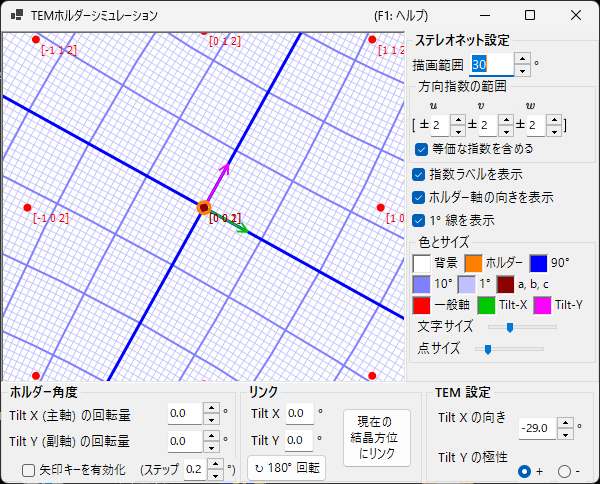 TEMホルダーシミュレーション (F1: ヘルプ)
[-1 1 2]
[0 1 2]
[1 1 2]
[-1 0 2]
[0 0 1]
[1 0
ステレオネット設定
描画範囲 30 °
方向指数の範囲
u v w
[ ± 2 ± 2 ± 2 ]
等価な指数を含める
指数ラベルを表示
ホルダー軸の向きを表示
1° 線を表示
色とサイズ
背景 ホルダー 90°
10° 1° a, b, c
一般軸 Tilt-X Tilt-Y
文字サイズ
点サイズ
ホルダー角度
Tilt X (主軸) の回転量 0.0 °
Tilt Y (副軸) の回転量 0.0 °
矢印キーを有効化 (ステップ 0.2 °)
リンク
Tilt X 0.0 °
Tilt Y 0.0 °
↻ 180° 回転
現在の
結晶方位
にリンク
TEM 設定
Tilt X の向き -29.0 °
Tilt Y の極性
+ -